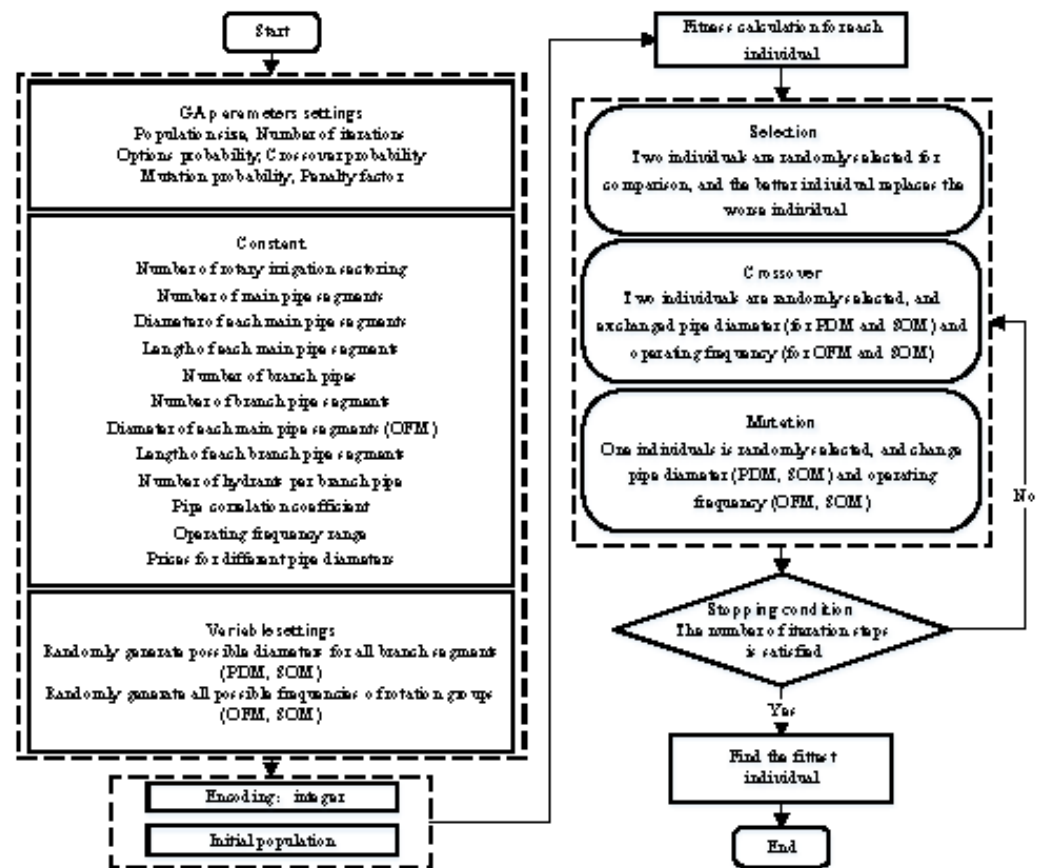 Start
GA parameters settings
Population size, Number of iterations
Options probability, Crossover probability
Mutation probability, Penalty factor
Constant
Number of rotary irrigation sectoring
Number of main pipe segments
Diameter of each main pipe segments
Length of each main pipe segments
Number of branch pipes
Number of branch pipe segments
Diameter of each main pipe segments (OFM)
Length of each branch pipe segments
Number of hydrants per branch pipe
Pipe correlation coefficient
Operating frequency range
Prices for different pipe diameters
Variable settings
Randomly generate possible diameters for all branch segments
(PDM, SOM)
Randomly generate all possible frequencies of rotation groups
(OFM, SOM)
Encoding: integer
Initial population
Fitness calculation for each
individual
Selection
Two individuals are randomly selected for
comparison, and the better individual replaces the
worse individual
Crossover
Two individuals are randomly selected, and
exchanged pipe diameter (for PDM and SOM) and
operating frequency (for OFM and SOM)
Mutation
One individuals is randomly selected, and change
pipe diameter (PDM, SOM) and operating
frequency (OFM, SOM)
No
Stopping condition
The number of iteration steps
is satisfied
Yes
Find the fittest
individual
End